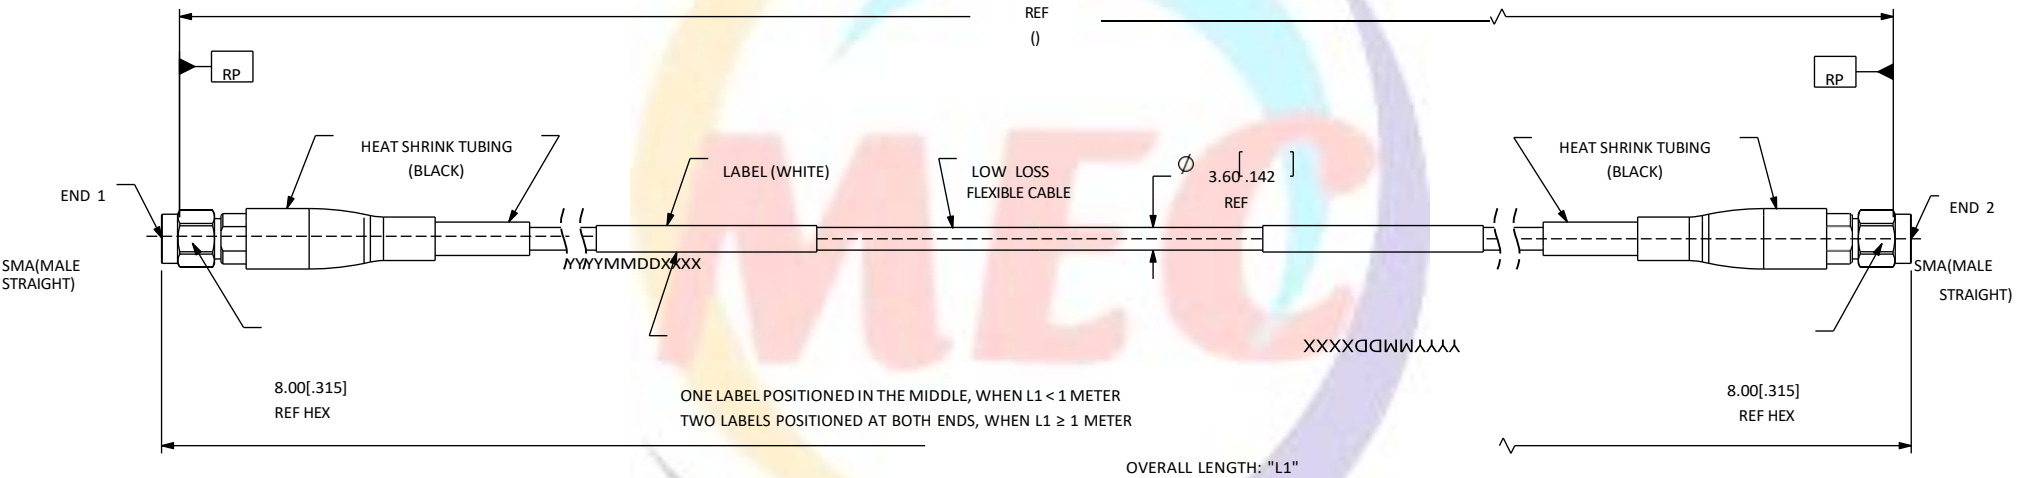 REF
()
RP
RP
HEAT SHRINK TUBING
(BLACK)
LABEL (WHITE)
LOW LOSS
FLEXIBLE CABLE
Ø 3.60 [.142]
REF
HEAT SHRINK TUBING
(BLACK)
END 1
END 2
SMA(MALE
STRAIGHT)
YYYYMMDDXXXX
SMA(MALE
STRAIGHT)
YYYYMMDDXXXX
8.00[.315]
REF HEX
ONE LABEL POSITIONED IN THE MIDDLE, WHEN L1 < 1 METER
TWO LABELS POSITIONED AT BOTH ENDS, WHEN L1 ≥ 1 METER
8.00[.315]
REF HEX
OVERALL LENGTH: "L1"
MEC